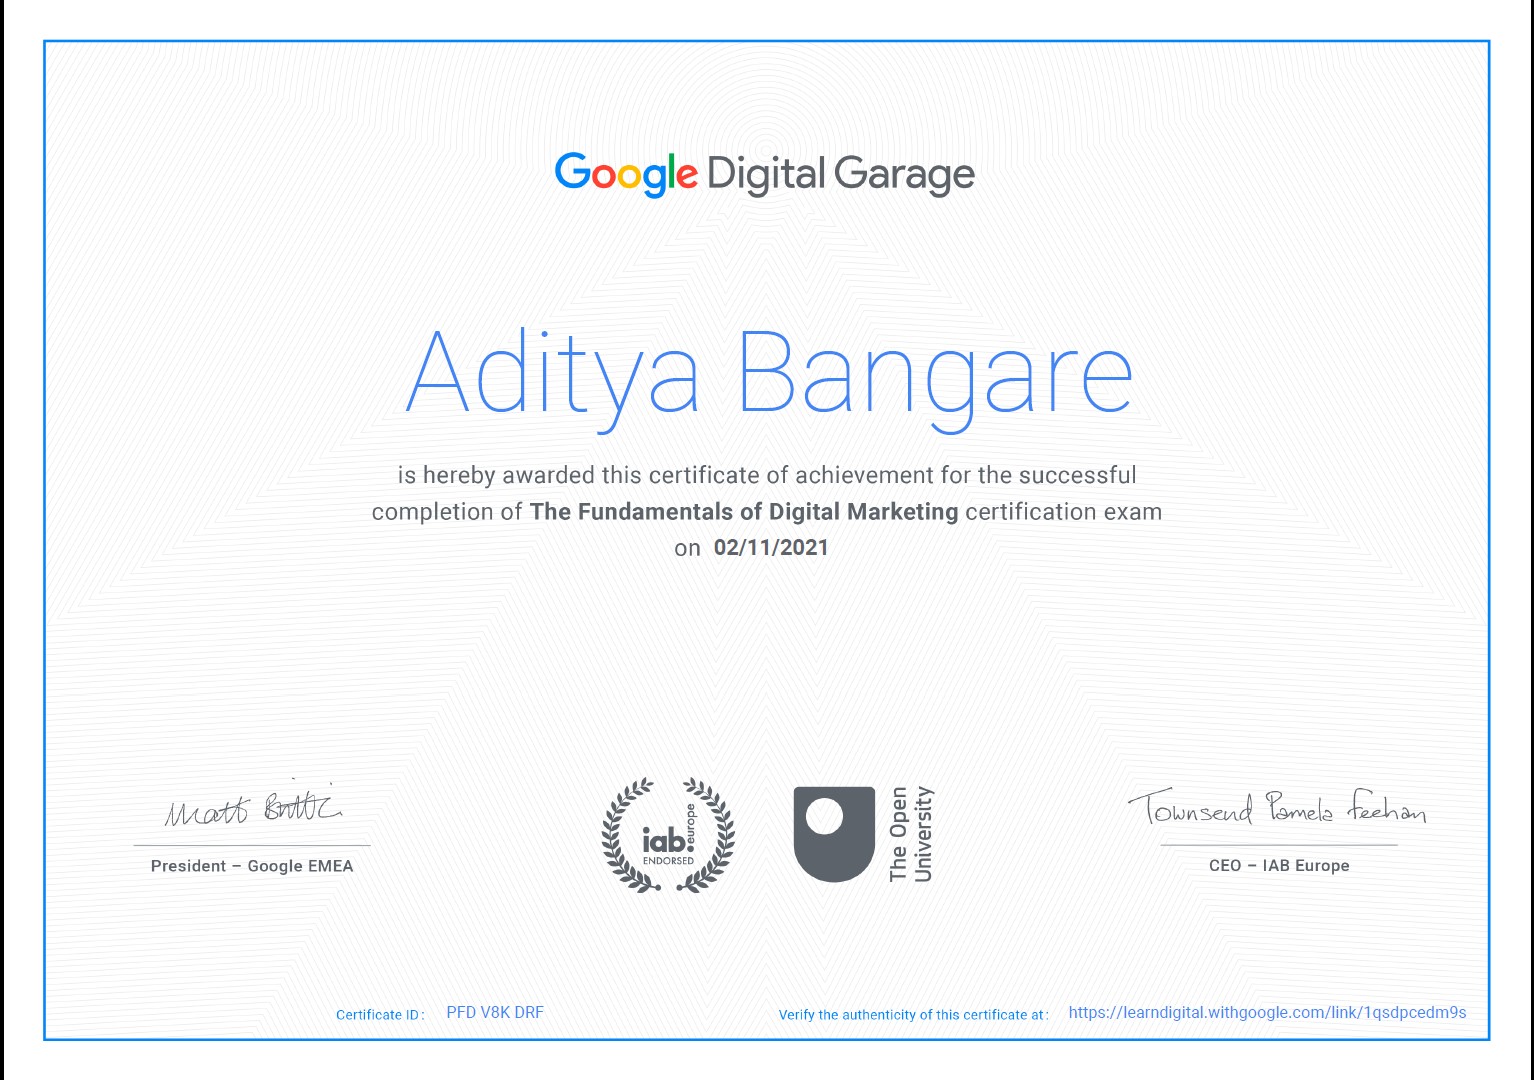 Google Digital Garage
Aditya Bangare
is hereby awarded this certificate of achievement for the successful
completion of The Fundamentals of Digital Marketing certification exam
on 02/11/2021
Matt Brittin
President – Google EMEA
iab.europe
ENDORSED
The Open
University
Townsend Pamela Feehan
CEO – IAB Europe
Certificate ID: PFD V8K DRF
Verify the authenticity of this certificate at: https://learndigital.withgoogle.com/link/1qsdpcedm9s